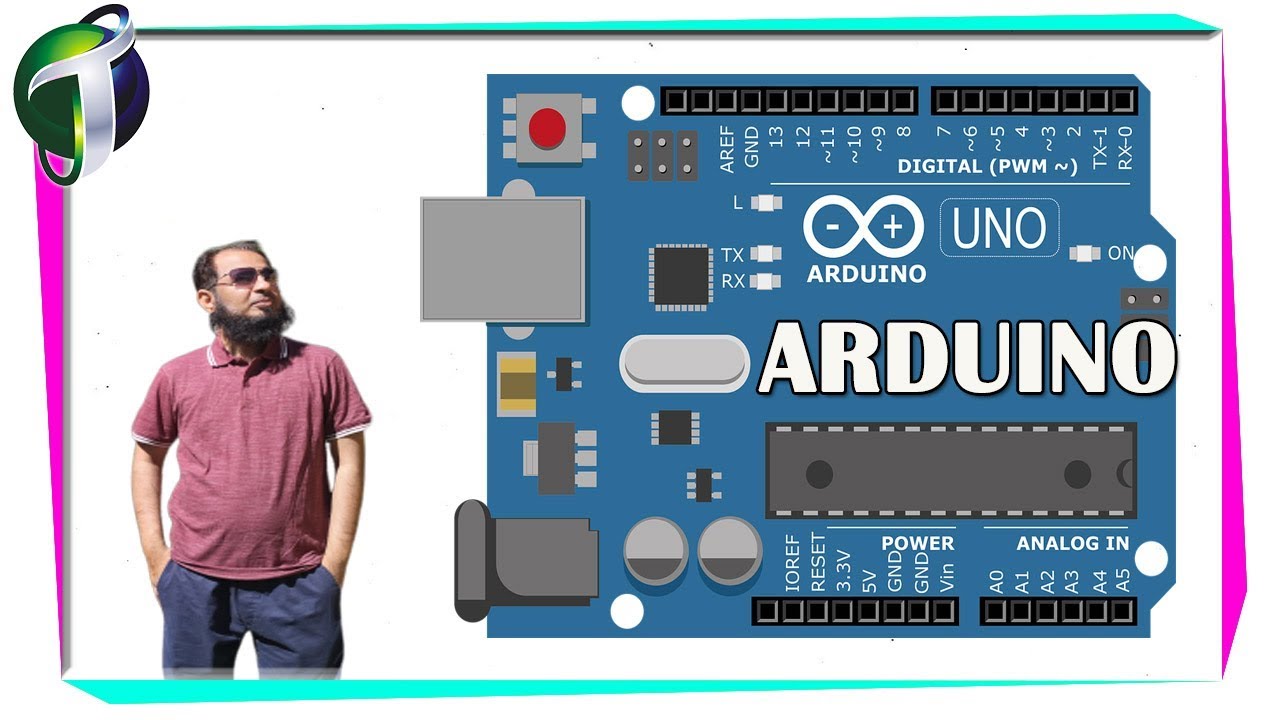 AREF
GND
13
12
~11
~10
~9
8
7
~6
~5
4
~3
2
TX-1
RX-0
DIGITAL (PWM ~)
L
TX
RX
- +
ARDUINO
UNO
ON
ARDUINO
POWER
ANALOG IN
IOREF
RESET
3.3V
5V
GND
GND
Vin
A0
A1
A2
A3
A4
A5